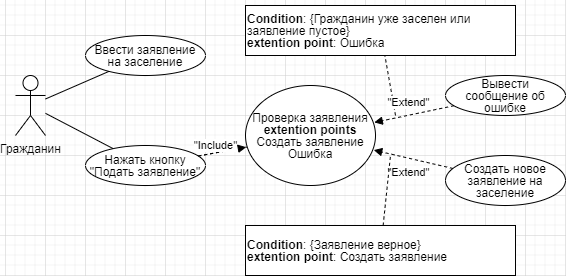 Condition: {Гражданин уже заселен или
заявление пустое}
extention point: Ошибка
Ввести заявление
на заселение
"Extend"
Вывести
сообщение об
ошибке
Гражданин
Нажать кнопку
"Подать заявление"
"Include"
Проверка заявления
extention points
Создать заявление
Ошибка
"Extend"
Создать новое
заявление на
заселение
Condition: {Заявление верное}
extention point: Создать заявление